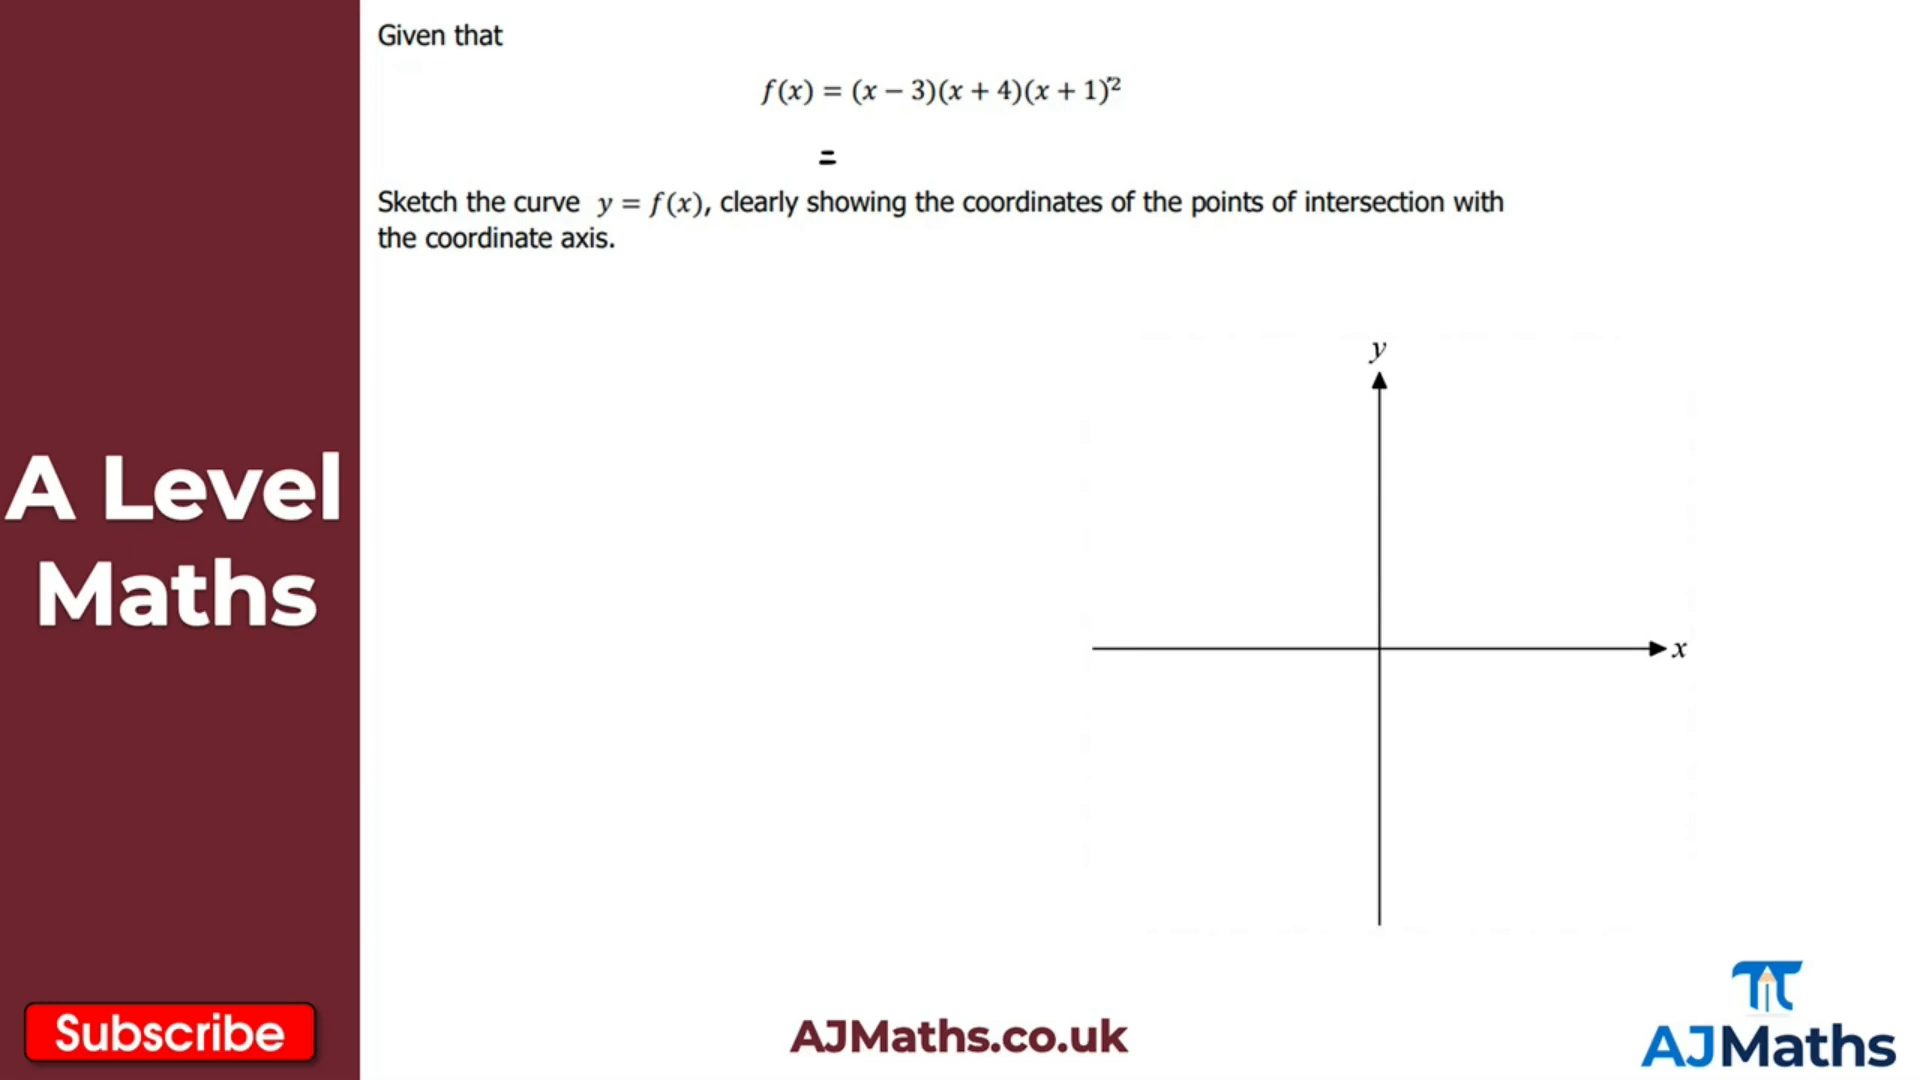 Given that
f(x) = (x − 3)(x + 4)(x + 1)²
=
Sketch the curve y = f(x), clearly showing the coordinates of the points of intersection with
the coordinate axis.
y
A Level
Maths
x
Subscribe
AJMaths.co.uk
AJMaths